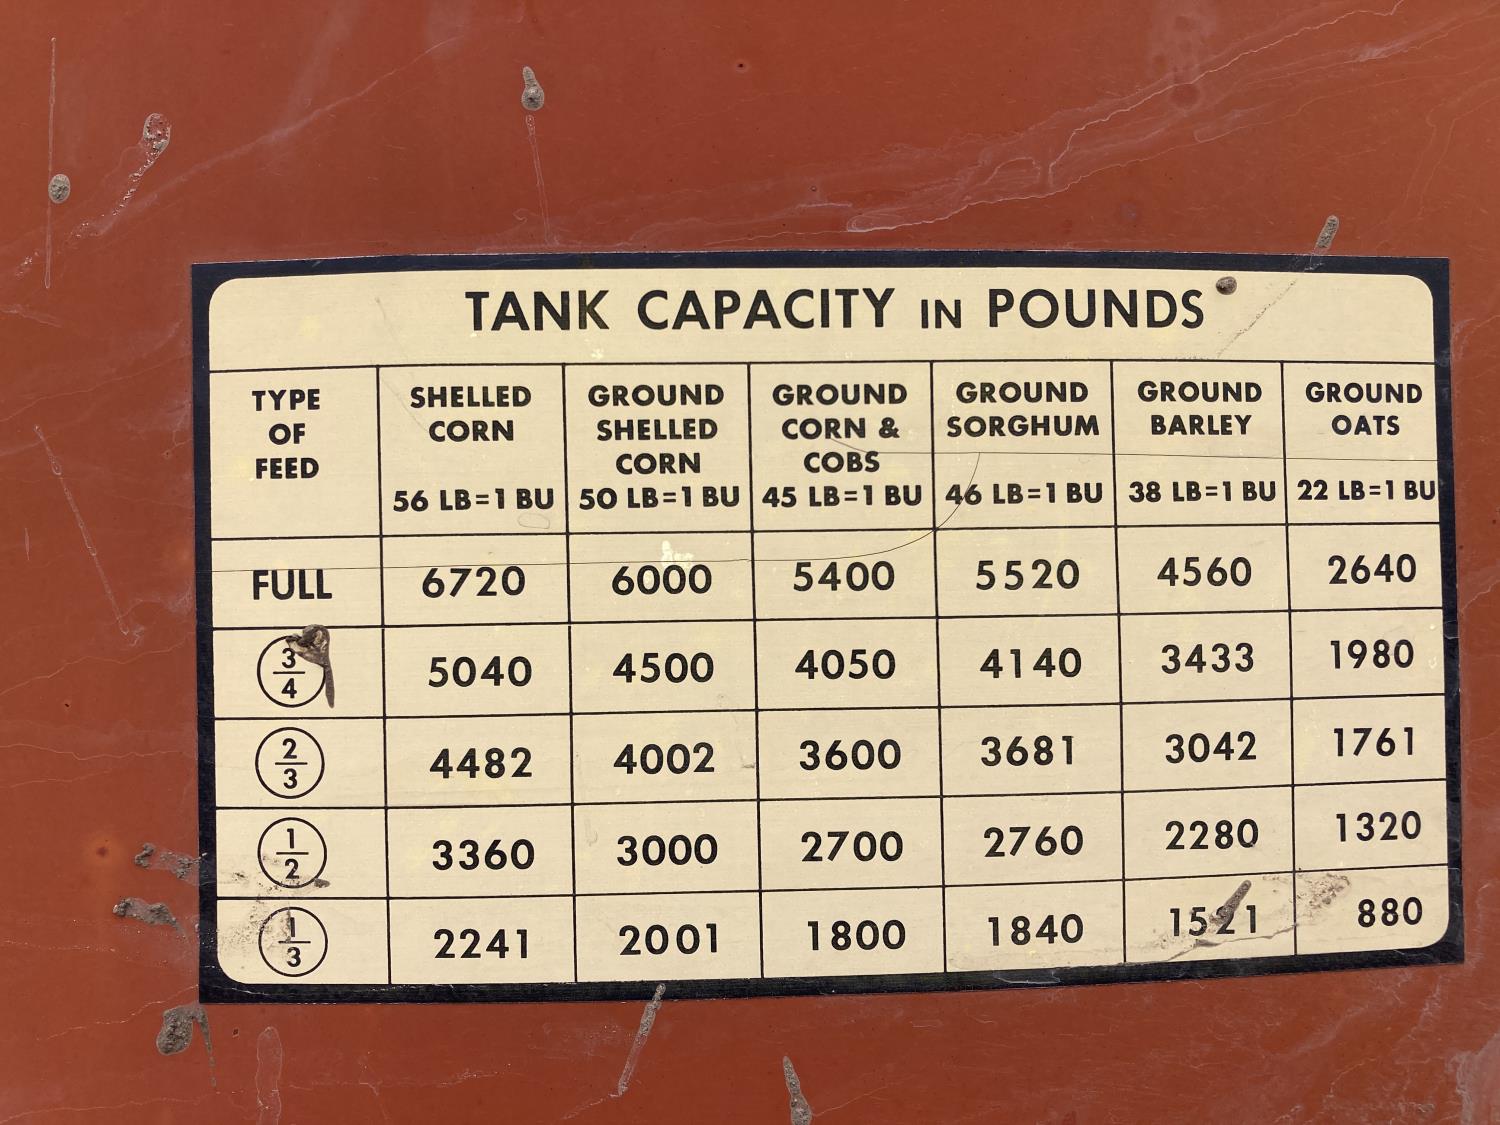 TANK CAPACITY IN POUNDS
TYPE OF FEED
SHELLED CORN 56 LB=1 BU
GROUND SHELLED CORN 50 LB=1 BU
GROUND CORN & COBS 45 LB=1 BU
GROUND SORGHUM 46 LB=1 BU
GROUND BARLEY 38 LB=1 BU
GROUND OATS 22 LB=1 BU
FULL 6720 6000 5400 5520 4560 2640
3/4 5040 4500 4050 4140 3433 1980
2/3 4482 4002 3600 3681 3042 1761
1/2 3360 3000 2700 2760 2280 1320
1/3 2241 2001 1800 1840 1521 880